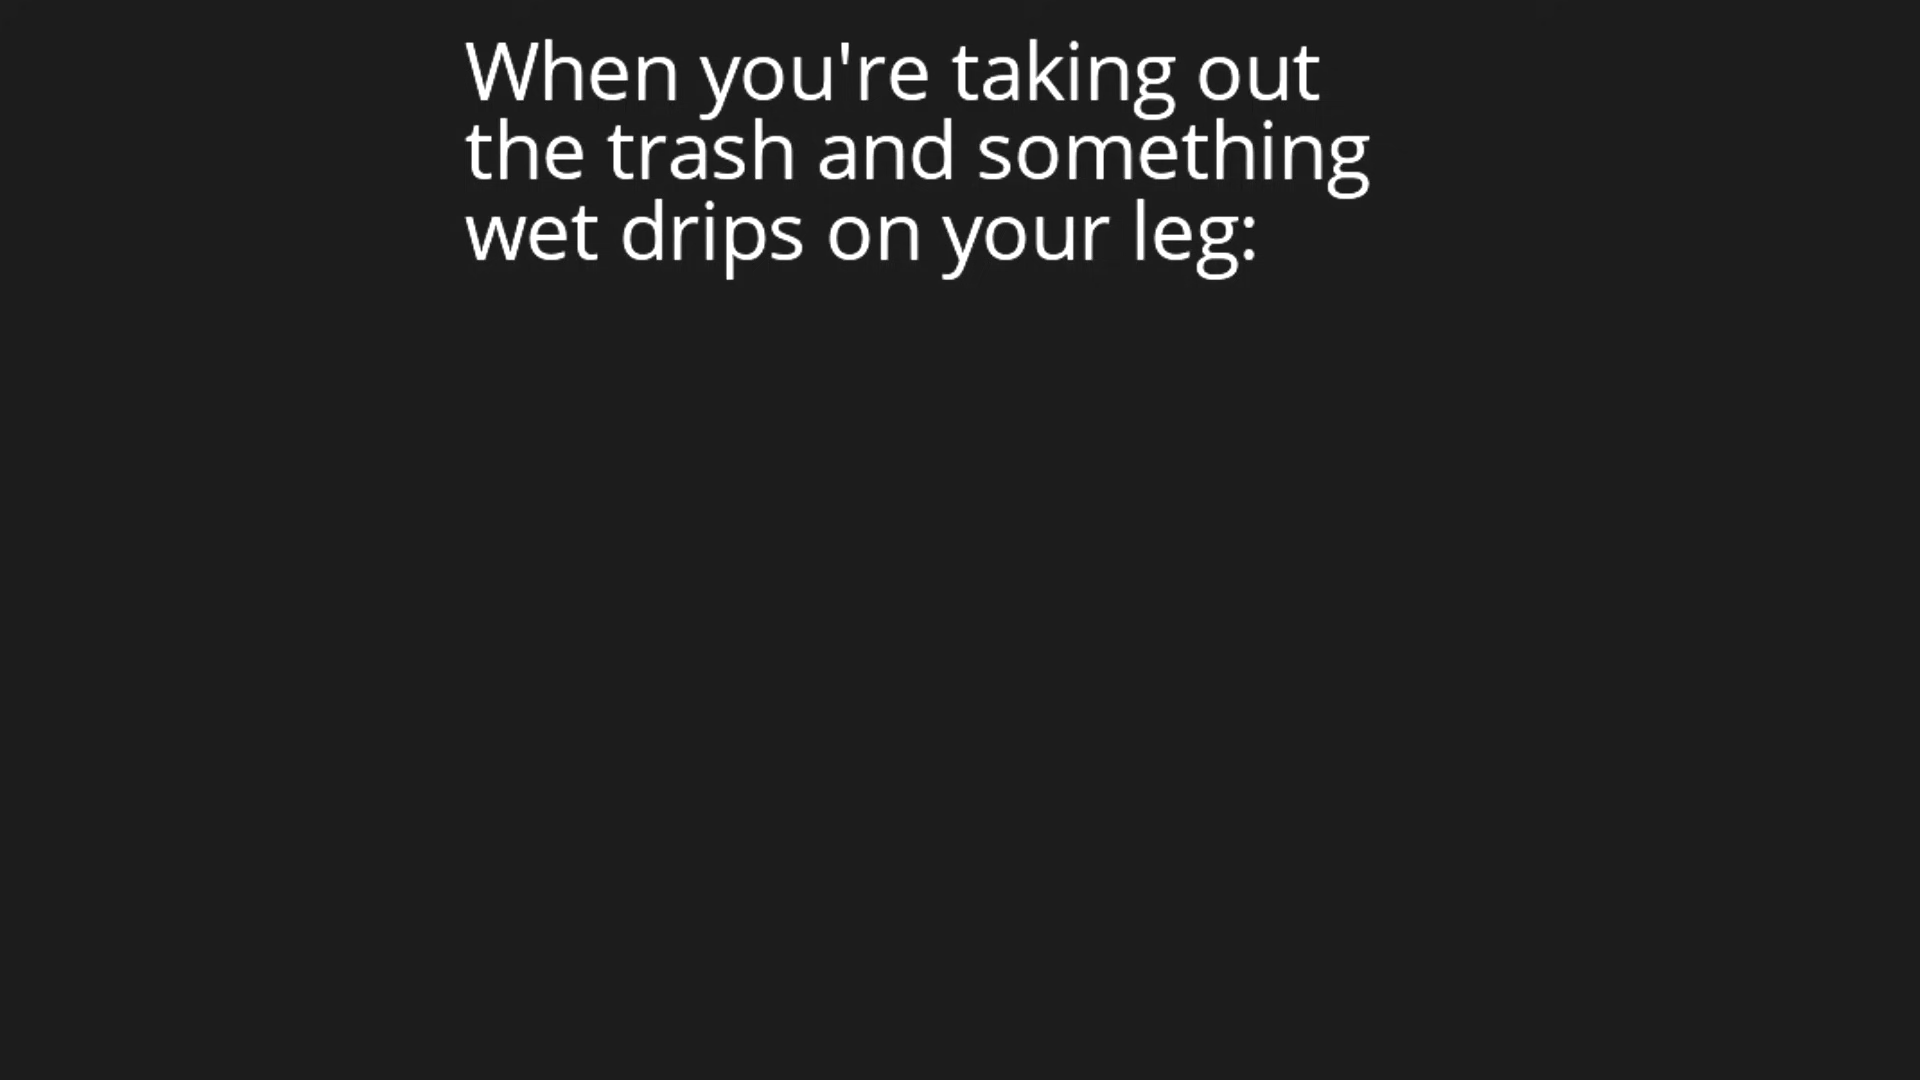 When you're taking out
the trash and something
wet drips on your leg: